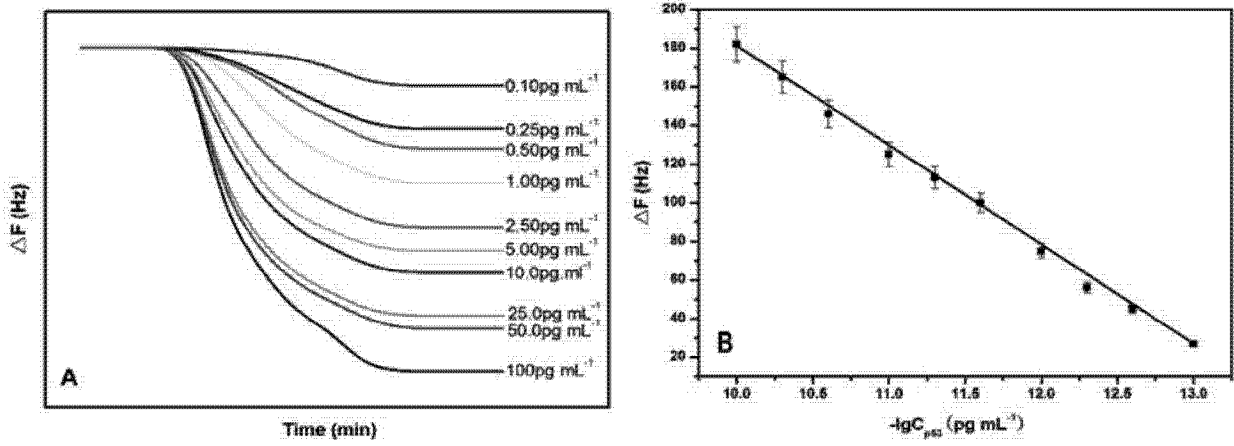 △F (Hz)
0.10pg mL⁻¹
0.25pg mL⁻¹
0.50pg mL⁻¹
1.00pg mL⁻¹
2.50pg mL⁻¹
5.00pg mL⁻¹
10.0pg.ml⁻¹
25.0pg mL⁻¹
50.0pg mL⁻¹
100pg mL⁻¹
A
Time (min)
△F (Hz)
200
180
160
140
120
100
80
60
40
20
B
10.0 10.5 11.0 11.5 12.0 12.5 13.0
-lgCp53 (pg mL⁻¹)